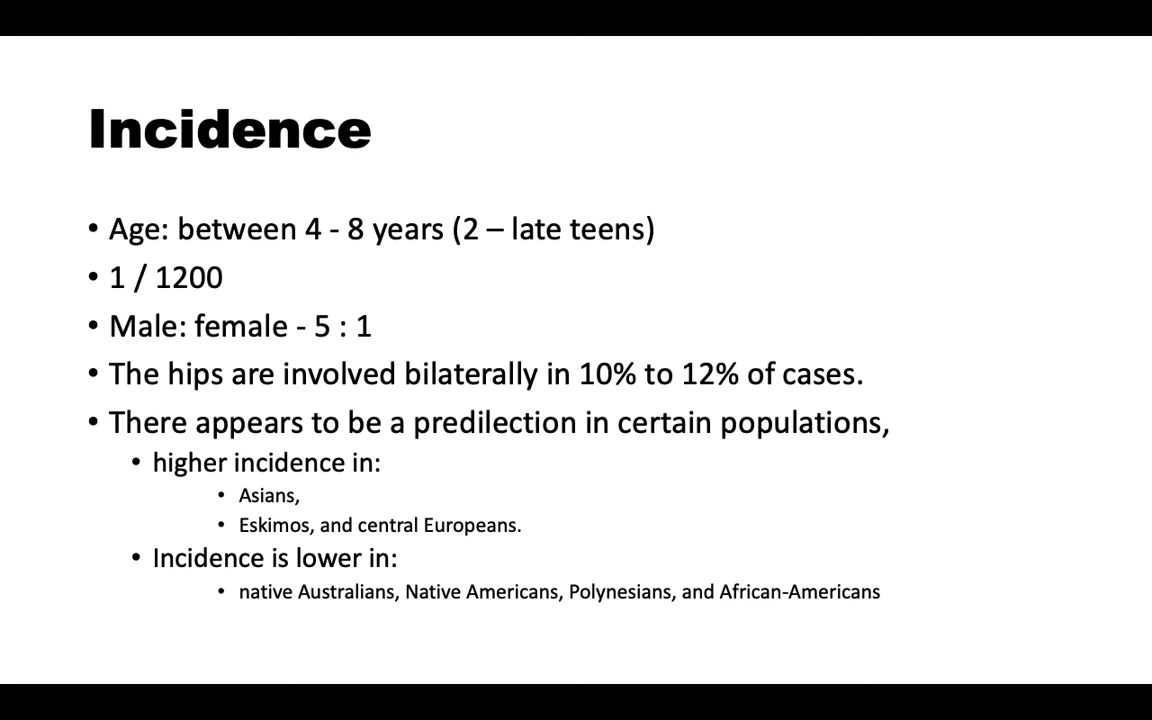 Incidence
• Age: between 4 - 8 years (2 – late teens)
• 1 / 1200
• Male: female - 5 : 1
• The hips are involved bilaterally in 10% to 12% of cases.
• There appears to be a predilection in certain populations,
• higher incidence in:
• Asians,
• Eskimos, and central Europeans.
• Incidence is lower in:
• native Australians, Native Americans, Polynesians, and African-Americans